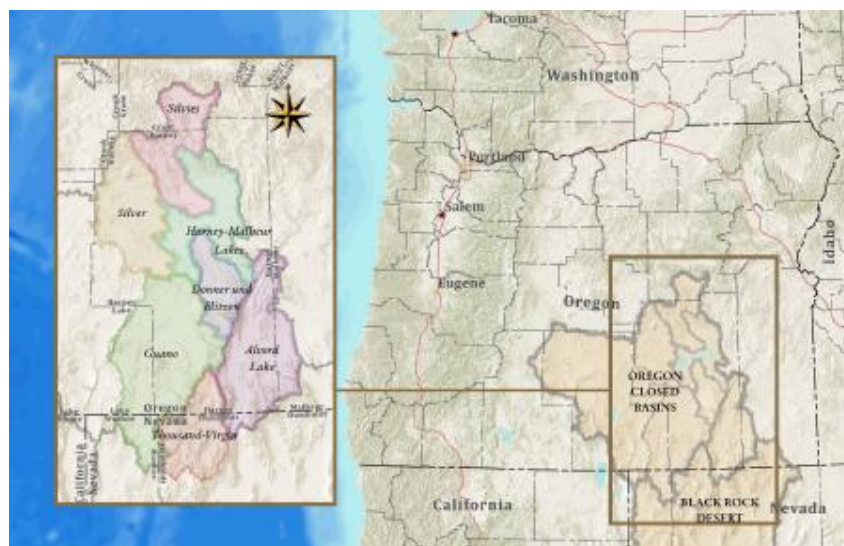 Tacoma
Washington
Portland
Salem
Eugene
Oregon
Idaho
OREGON
CLOSED
BASINS
California
BLACK ROCK
DESERT
Nevada
Silvies
Silver
Harney-Malheur
Lakes
Donner und
Blitzen
Guano
Alvord
Lake
Oregon
Nevada
Thousand-Virgin
California
Nevada